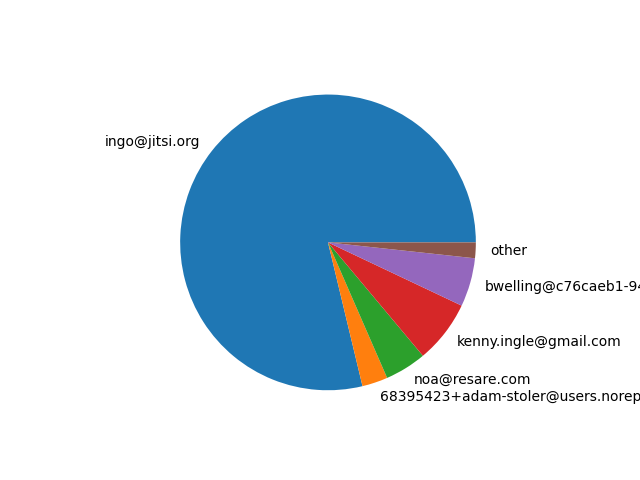 ingo@jitsi.org
other
bwelling@c76caeb1-94
kenny.ingle@gmail.com
noa@resare.com
68395423+adam-stoler@users.norep